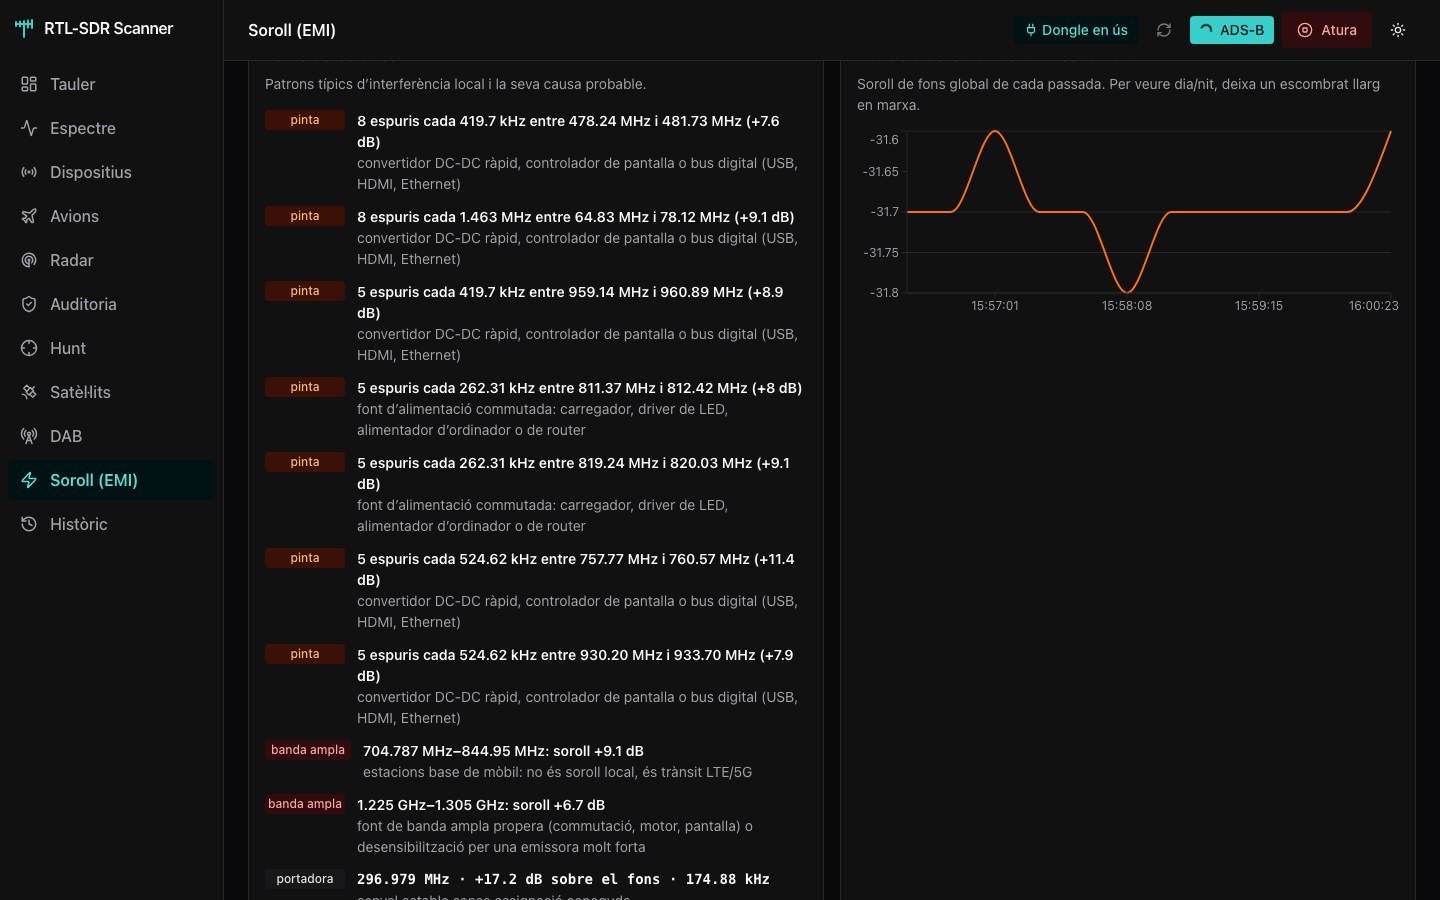 RTL-SDR Scanner
Tauler
Espectre
Dispositius
Avions
Radar
Auditoria
Hunt
Satèl·lits
DAB
Soroll (EMI)
Històric
Soroll (EMI)
Dongle en ús
ADS-B
Atura
Patrons típics d’interferència local i la seva causa probable.
pinta
8 espuris cada 419.7 kHz entre 478.24 MHz i 481.73 MHz (+7.6
dB)
convertidor DC-DC ràpid, controlador de pantalla o bus digital (USB,
HDMI, Ethernet)
pinta
8 espuris cada 1.463 MHz entre 64.83 MHz i 78.12 MHz (+9.1 dB)
convertidor DC-DC ràpid, controlador de pantalla o bus digital (USB,
HDMI, Ethernet)
pinta
5 espuris cada 419.7 kHz entre 959.14 MHz i 960.89 MHz (+8.9
dB)
convertidor DC-DC ràpid, controlador de pantalla o bus digital (USB,
HDMI, Ethernet)
pinta
5 espuris cada 262.31 kHz entre 811.37 MHz i 812.42 MHz (+8 dB)
font d’alimentació commutada: carregador, driver de LED,
alimentador d’ordinador o de router
pinta
5 espuris cada 262.31 kHz entre 819.24 MHz i 820.03 MHz (+9.1
dB)
font d’alimentació commutada: carregador, driver de LED,
alimentador d’ordinador o de router
pinta
5 espuris cada 524.62 kHz entre 757.77 MHz i 760.57 MHz (+11.4
dB)
convertidor DC-DC ràpid, controlador de pantalla o bus digital (USB,
HDMI, Ethernet)
pinta
5 espuris cada 524.62 kHz entre 930.20 MHz i 933.70 MHz (+7.9
dB)
convertidor DC-DC ràpid, controlador de pantalla o bus digital (USB,
HDMI, Ethernet)
banda ampla
704.787 MHz–844.95 MHz: soroll +9.1 dB
estacions base de mòbil: no és soroll local, és trànsit LTE/5G
banda ampla
1.225 GHz–1.305 GHz: soroll +6.7 dB
font de banda ampla propera (commutació, motor, pantalla) o
desensibilització per una emissora molt forta
portadora
296.979 MHz · +17.2 dB sobre el fons · 174.88 kHz
Soroll de fons global de cada passada. Per veure dia/nit, deixa un escombrat llarg
en marxa.
-31.6
-31.65
-31.7
-31.75
-31.8
15:57:01
15:58:08
15:59:15
16:00:23